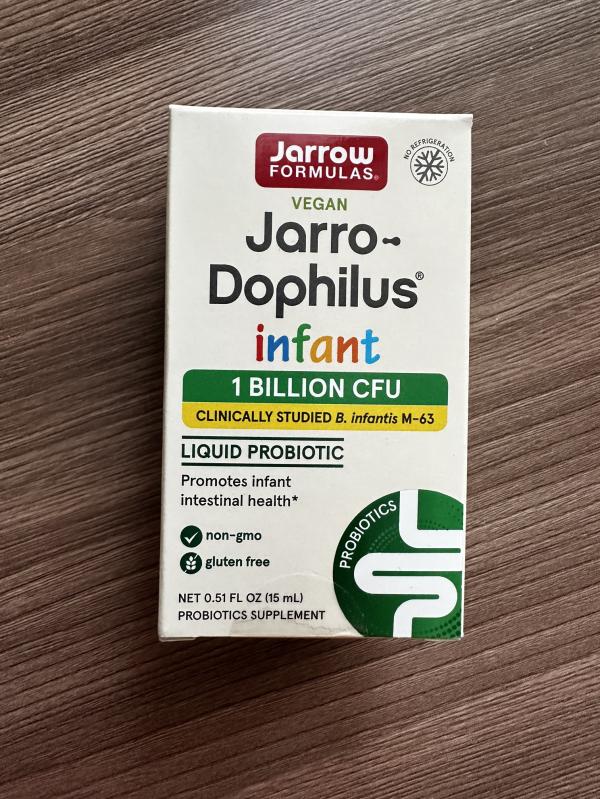 Jarrow
FORMULAS®
NO REFRIGERATION
VEGAN
Jarro-
Dophilus®
infant
1 BILLION CFU
CLINICALLY STUDIED B. infantis M-63
LIQUID PROBIOTIC
Promotes infant
intestinal health*
non-gmo
gluten free
PROBIOTICS
NET 0.51 FL OZ (15 mL)
PROBIOTICS SUPPLEMENT